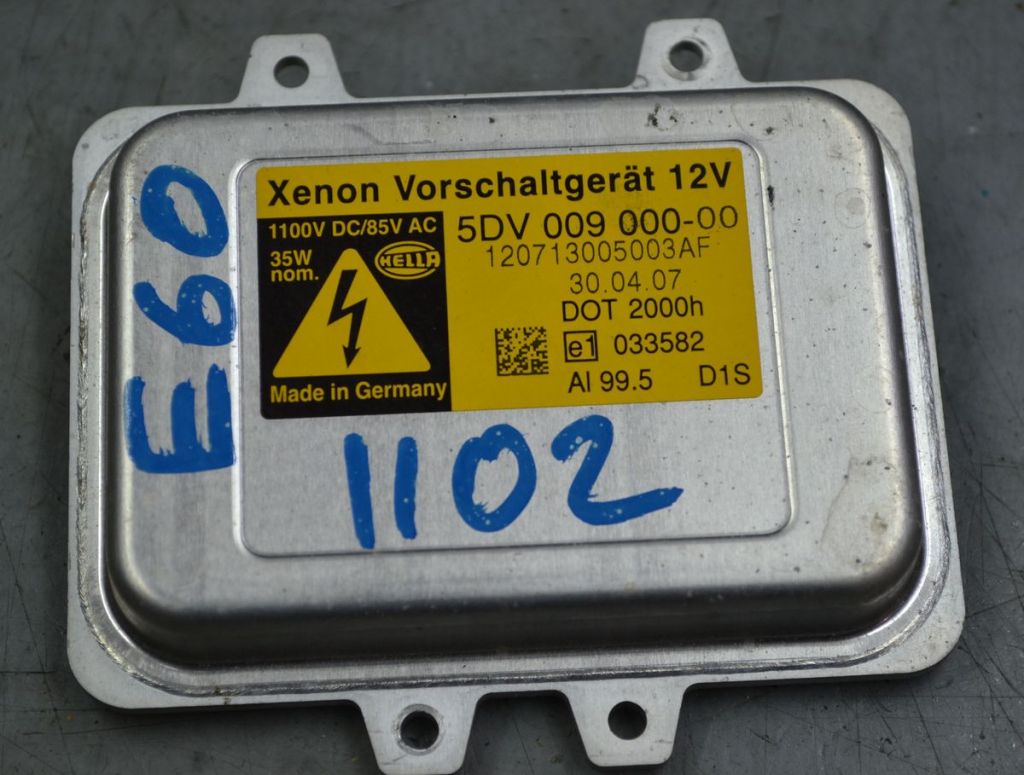 Xenon Vorschaltgerät 12V
1100V DC/85V AC
35W
nom.
HELLA
Made in Germany
5DV 009 000-00
120713005003AF
30.04.07
DOT 2000h
e1 033582
Al 99.5 D1S
E60
1102